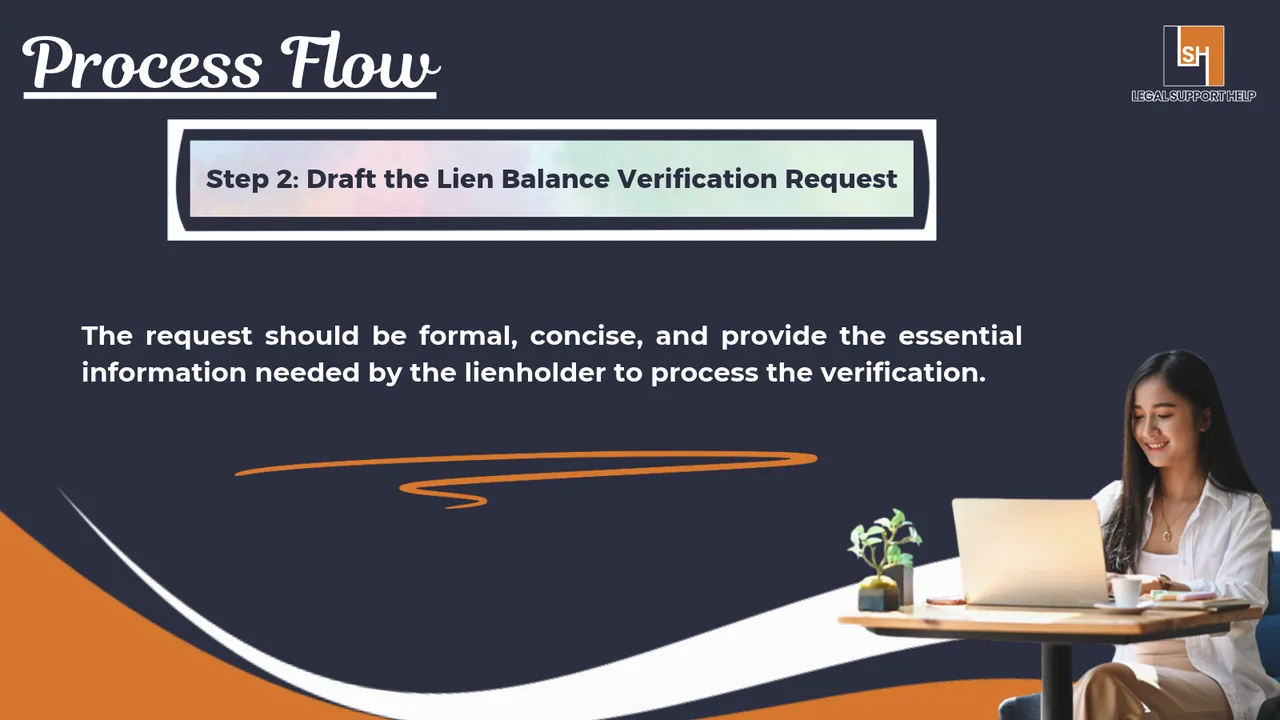 Process Flow
LSH
LEGAL SUPPORT HELP
Step 2: Draft the Lien Balance Verification Request
The request should be formal, concise, and provide the essential
information needed by the lienholder to process the verification.